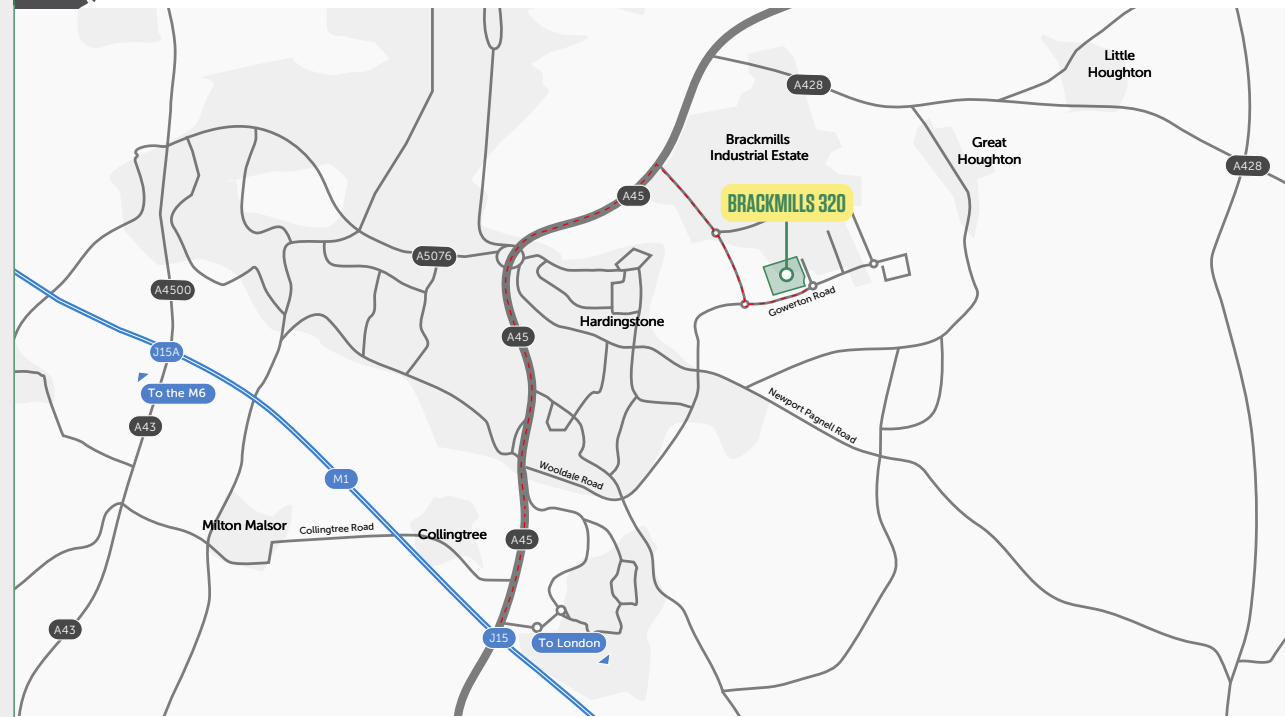 Little
Houghton
A428
Brackmills
Industrial Estate
Great
Houghton
A428
A45
BRACKMILLS 320
A5076
A4500
Gowerton Road
Hardingstone
A45
J15A
To the M6
Newport Pagnell Road
A43
Wooldale Road
M1
Milton Malsor
Collingtree Road
Collingtree
A45
A43
J15
To London